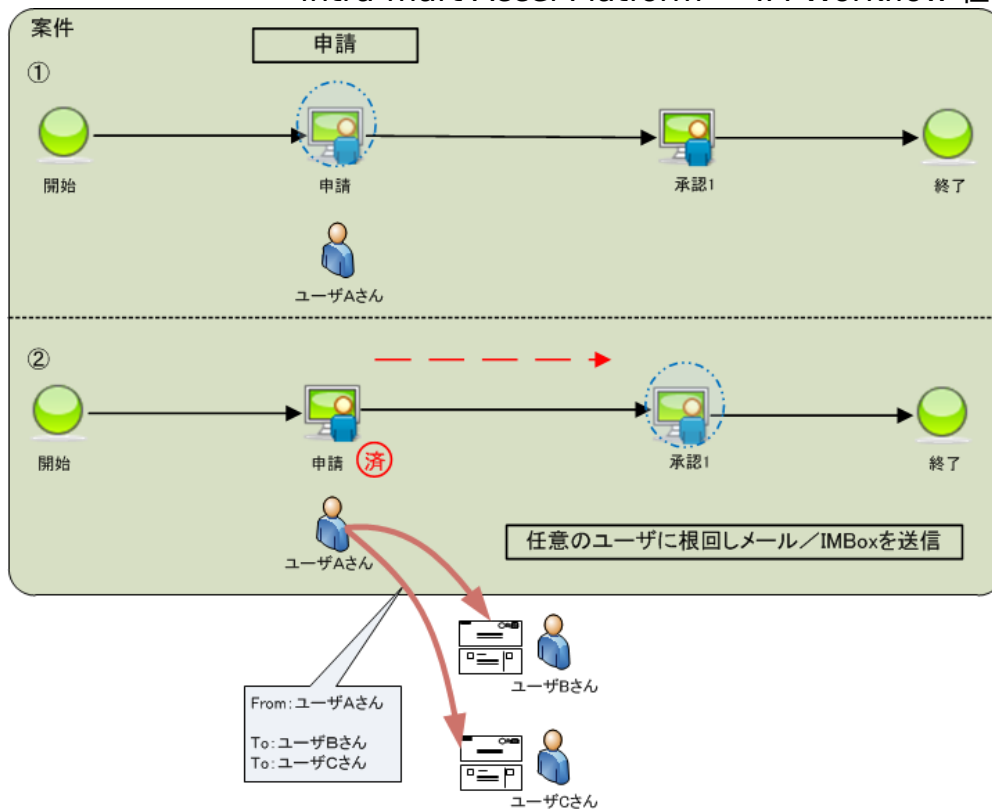 案件
申請
①
開始
申請
承認1
終了
ユーザAさん
②
開始
申請
済
承認1
終了
ユーザAさん
任意のユーザに根回しメール／IMBoxを送信
From:ユーザAさん
To:ユーザBさん
To:ユーザCさん
ユーザBさん
ユーザCさん